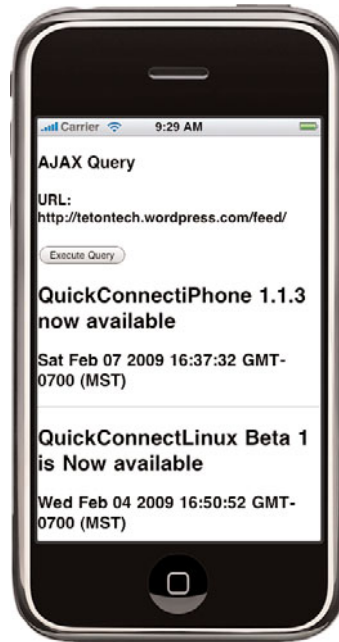 Carrier 9:29 AM
AJAX Query
URL:
http://tetontech.wordpress.com/feed/
Execute Query
QuickConnectiPhone 1.1.3
now available
Sat Feb 07 2009 16:37:32 GMT-
0700 (MST)
QuickConnectLinux Beta 1
is Now available
Wed Feb 04 2009 16:50:52 GMT-
0700 (MST)